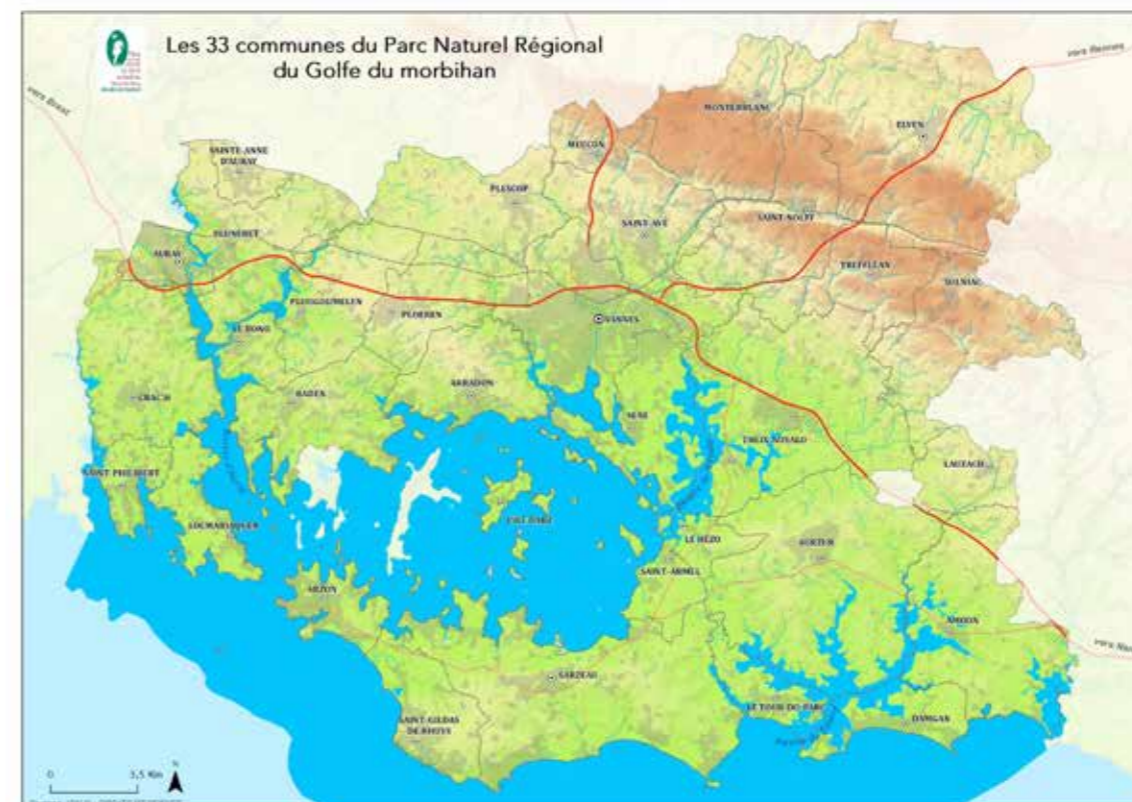 Les 33 communes du Parc Naturel Régional
du Golfe du morbihan
vers Brest
vers Rennes
MONTERBLANC
ELVEN
MEUCON
SAINTE-ANNE
D'AURAY
PLESCOP
SAINT-AVÉ
SAINT-NOLFF
PLUNERET
AURAY
TREFFLEAN
SULNIAC
PLOUGOUMELEN
PLOEREN
VANNES
LE BONO
ARRADON
BADEN
CRACH
SENE
THEIX NOYALO
LAUZACH
SAINT PHILIBERT
LOCMARIAQUER
L'ILE D'ARZ
LE HÉZO
SURZUR
SAINT-ARMEL
ARZON
AMBON
SARZEAU
LE TOUR-DU-PARC
DAMGAN
SAINT-GILDAS
DE RHUYS
0 3,5 Km
N